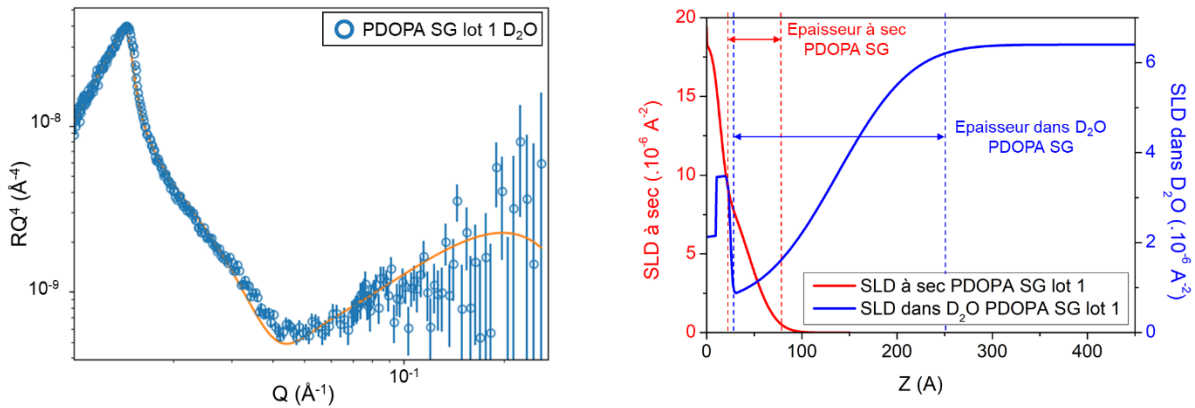 PDOPA SG lot 1 D₂O
RQ⁴ (Å⁻⁴)
10⁻⁸
10⁻⁹
10⁻¹
Q (Å⁻¹)
SLD à sec (.10⁻⁶ A⁻²)
20
15
10
5
0
Epaisseur à sec
PDOPA SG
Epaisseur dans D₂O
PDOPA SG
SLD à sec PDOPA SG lot 1
SLD dans D₂O PDOPA SG lot 1
6
4
2
0
SLD dans D₂O (.10⁻⁶ A⁻²)
0 100 200 300 400
Z (A)